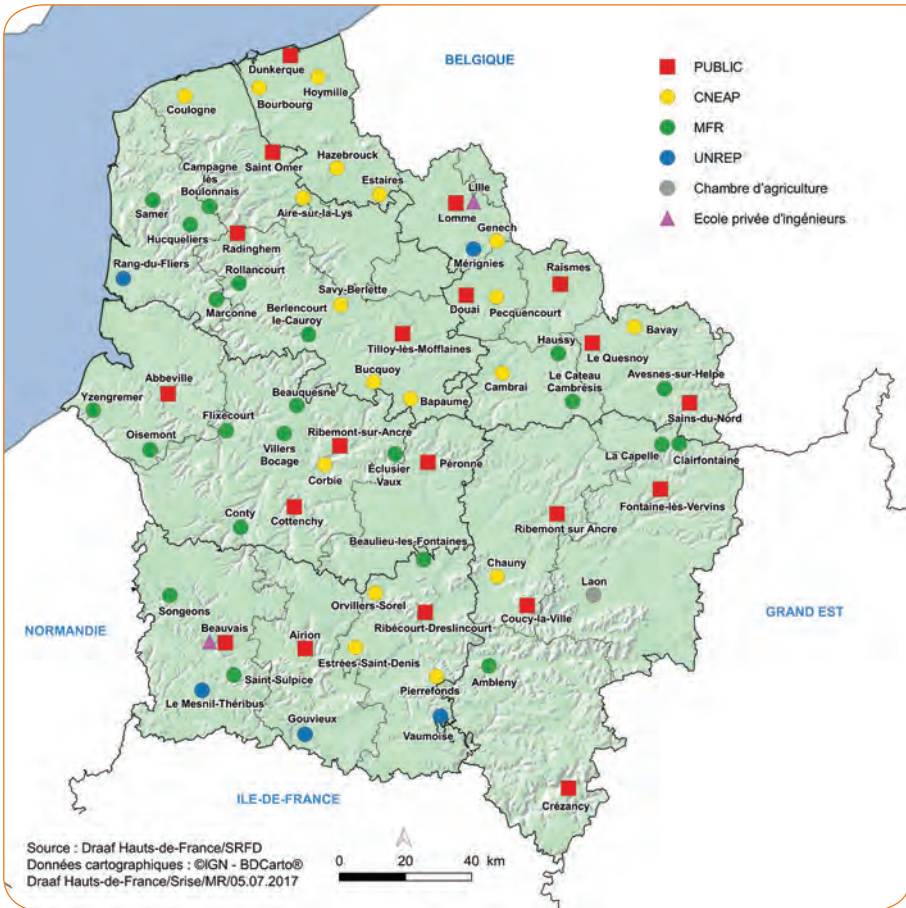 BELGIQUE
PUBLIC
CNEAP
MFR
UNREP
Chambre d'agriculture
Ecole privée d'ingénieurs
Dunkerque
Hoymille
Bourbourg
Coulogne
Saint Omer
Hazebrouck
Estaires
Campagne
lès
Boulonnais
Aire-sur-la-Lys
Samer
Hucqueliers
Radinghem
Lille
Lomme
Genech
Mérignies
Rang-du-Fliers
Rollancourt
Marconne
Savy-Berlette
Berlencourt
le-Cauroy
Raismes
Douai
Pecquencourt
Tilloy-lès-Mofflaines
Haussy
Bavay
Le Quesnoy
Bucquoy
Bapaume
Cambrai
Le Cateau
Cambrésis
Avesnes-sur-Helpe
Sains-du-Nord
Abbeville
Yzengremer
Beauquesne
Flixecourt
Oisemont
Villers
Bocage
Ribemont-sur-Ancre
Corbie
Éclusier
Vaux
Péronne
La Capelle
Clairfontaine
Fontaine-lès-Vervins
Cottenchy
Conty
Ribemont sur Ancre
Beaulieu-les-Fontaines
Chauny
Laon
Songeons
Orvillers-Sorel
Ribécourt-Dreslincourt
Coucy-la-Ville
GRAND EST
NORMANDIE
Beauvais
Airion
Estrées-Saint-Denis
Saint-Sulpice
Pierrefonds
Ambleny
Le Mesnil-Théribus
Gouvieux
Vaumoise
Crézancy
ILE-DE-FRANCE
Source : Draaf Hauts-de-France/SRFD
Données cartographiques : ©IGN - BDCarto®
Draaf Hauts-de-France/Srise/MR/05.07.2017
0 20 40 km